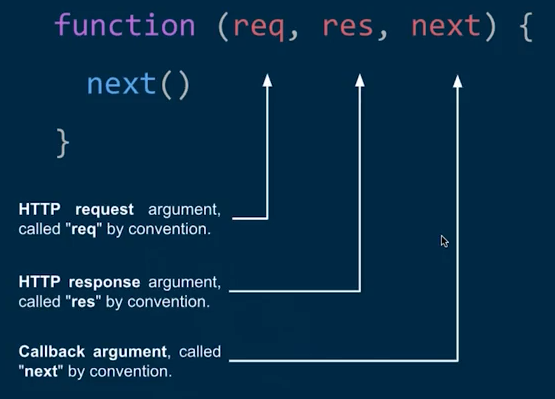 function (req, res, next) {
next()
}
HTTP request argument,
called "req" by convention.
HTTP response argument,
called "res" by convention.
Callback argument, called
"next" by convention.